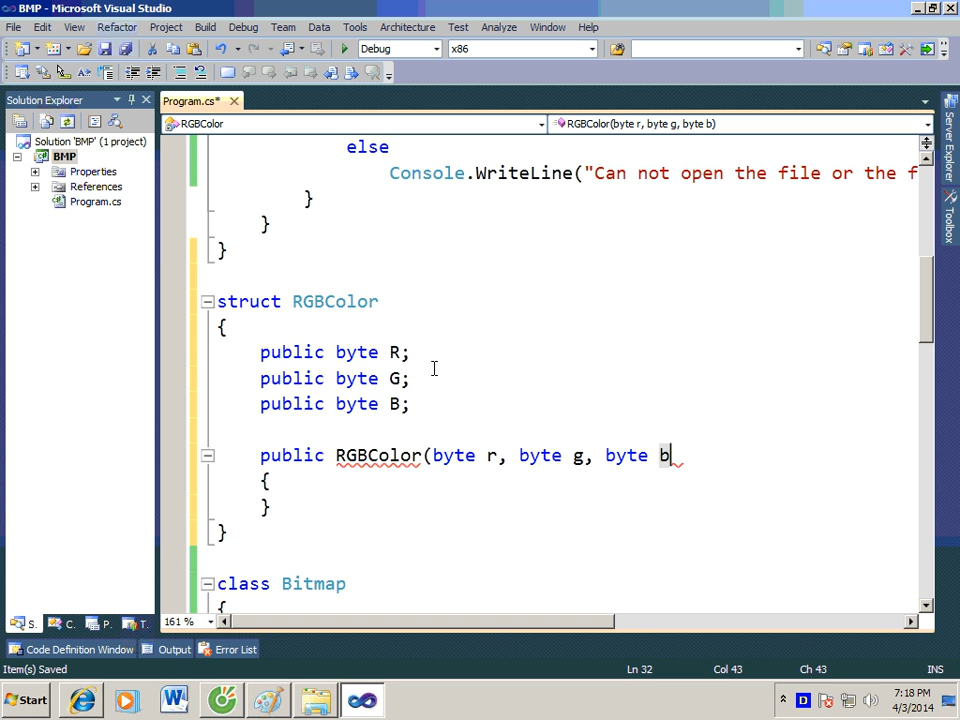 BMP - Microsoft Visual Studio
File Edit View Refactor Project Build Debug Team Data Tools Architecture Test Analyze Window Help
Debug x86
Solution Explorer
Program.cs*
RGBColor RGBColor(byte r, byte g, byte b)
Solution 'BMP' (1 project)
BMP
Properties
References
Program.cs
else
Console.WriteLine("Can not open the file or the f
}
}
}
struct RGBColor
{
public byte R;
public byte G;
public byte B;
public RGBColor(byte r, byte g, byte b
{
}
}
class Bitmap
{
Server Explorer
Toolbox
S. C. P. T.
161 %
Code Definition Window Output Error List
Item(s) Saved Ln 32 Col 43 Ch 43 INS
Start
D
7:18 PM
4/3/2014